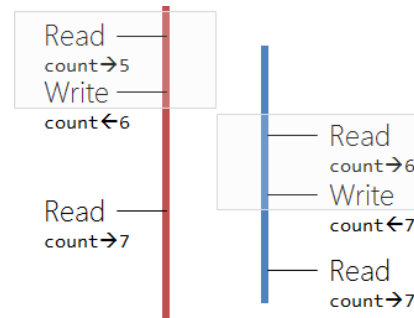 Read
count→5
Write
count←6
Read
count→7
Read
count→6
Write
count←7
Read
count→7